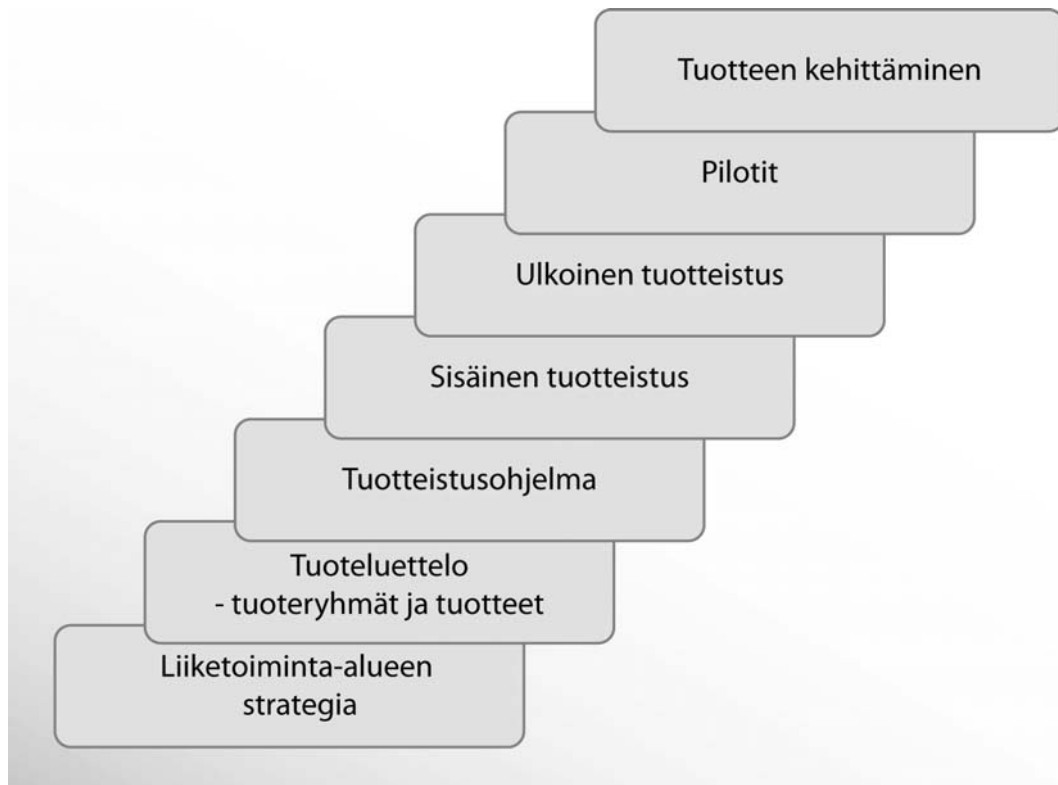 Tuotteen kehittäminen
Pilotit
Ulkoinen tuotteistus
Sisäinen tuotteistus
Tuotteistusohjelma
Tuoteluettelo
- tuoteryhmät ja tuotteet
Liiketoiminta-alueen
strategia